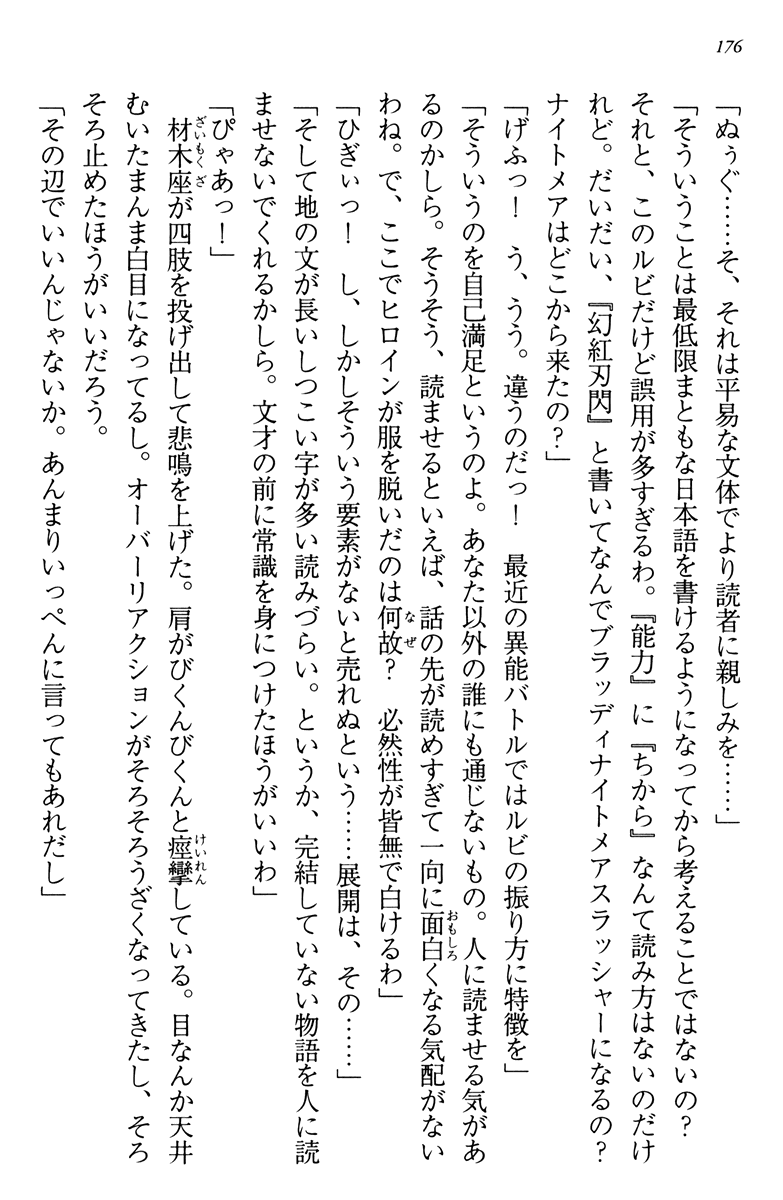 176
「ぬぅぐ……そ、それは平易な文体でより読者に親しみを……」
「そういうことは最低限まともな日本語を書けるようになってから考えることではないの？
それと、このルビだけど誤用が多すぎるわ。『能力』に『ちから』なんて読み方はないのだけ
れど。だいたい、『幻紅刃閃』と書いてなんでブラッディナイトメアスラッシャーになるの？
ナイトメアはどこから来たの？」
「げふっ！　う、うう。違うのだっ！　最近の異能バトルではルビの振り方に特徴を」
「そういうのを自己満足というのよ。あなた以外の誰にも通じないもの。人に読ませる気があ
るのかしら。そうそう、読ませるといえば、話の先が読めすぎて一向に面白くなる気配がない
わね。で、ここでヒロインが服を脱いだのは何故？　必然性が皆無で白けるわ」
「ひぎぃっ！　し、しかしそういう要素がないと売れぬという……展開は、その……」
「そして地の文が長いしつこい字が多い読みづらい。というか、完結していない物語を人に読
ませないでくれるかしら。文才の前に常識を身につけたほうがいいわ」
「ぴゃあっ！」
　材木座が四肢を投げ出して悲鳴を上げた。肩がびくんびくんと痙攣している。目なんか天井
むいたまんま白目になってるし。オーバーリアクションがそろそろうざくなってきたし、そろ
そろ止めたほうがいいだろう。
「その辺でいいんじゃないか。あんまりいっぺんに言ってもあれだし」